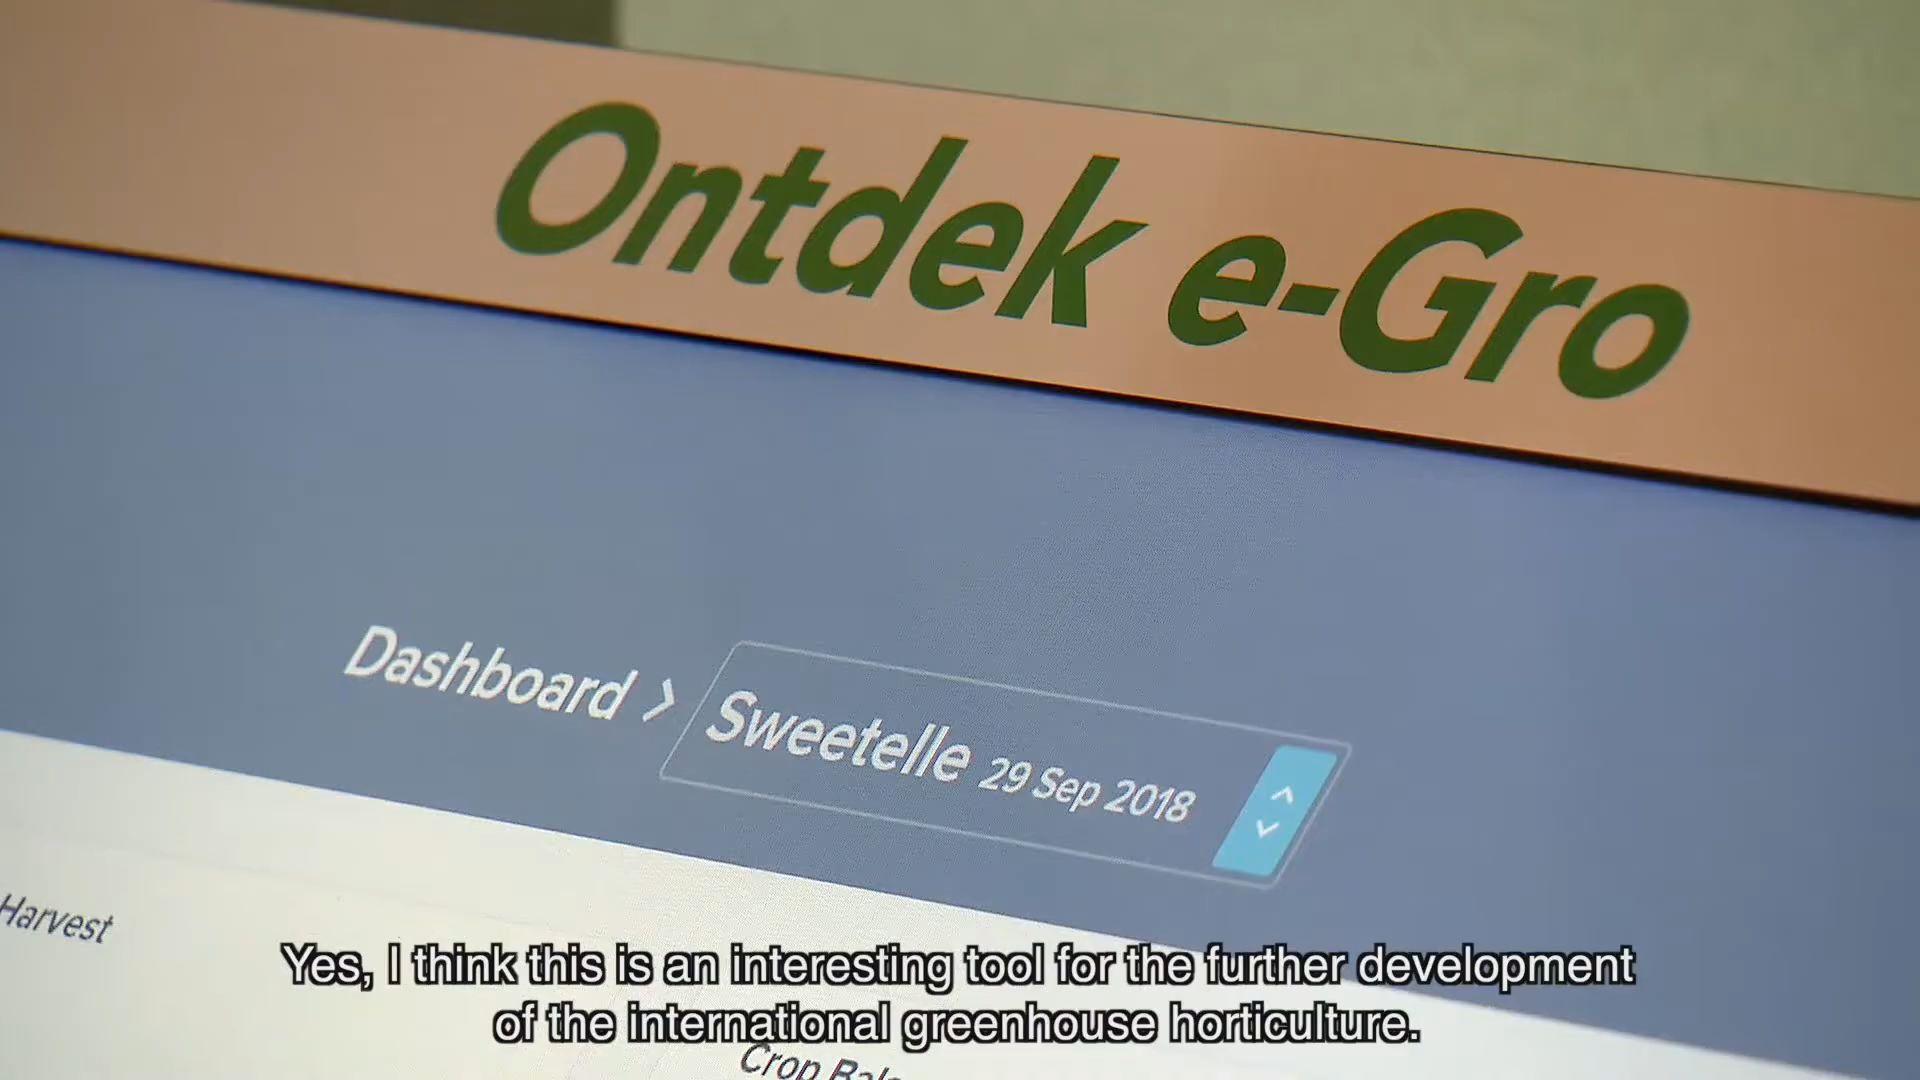 Ontdek e-Gro
Dashboard > Sweetelle 29 Sep 2018
Harvest
Crop
Yes, I think this is an interesting tool for the further development
of the international greenhouse horticulture.